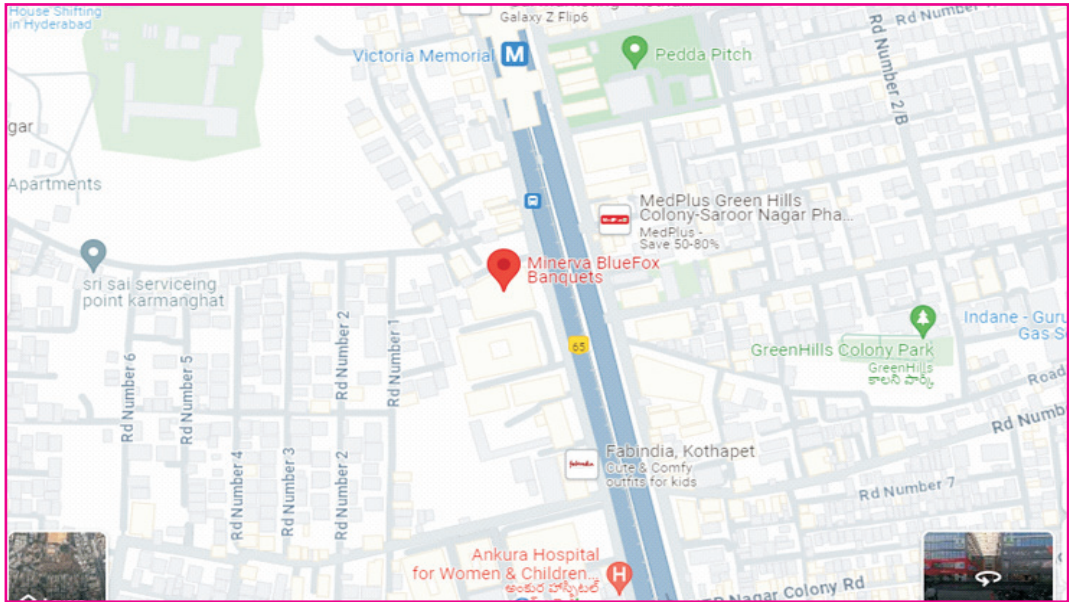 House Shifting
in Hyderabad
Galaxy Z Flip6
Victoria Memorial
M
Pedda Pitch
Rd Number 2/B
gar
Apartments
MedPlus Green Hills
Colony-Saroor Nagar Pha...
MedPlus -
Save 50-80%
Minerva BlueFox
Banquets
sri sai serviceing
point karmanghat
Rd Number 6
Rd Number 5
Rd Number 4
Rd Number 3
Rd Number 2
Rd Number 2
Rd Number 1
65
Indane - Guru
Gas S
GreenHills Colony Park
GreenHills
కాలని పార్క్
Road
Rd Numb
Fabindia, Kothapet
Cute & Comfy
outfits for kids
fabindia
Rd Number 7
Ankura Hospital
for Women & Children...
అంకుర హాస్పిటల్
H
Nagar Colony Rd